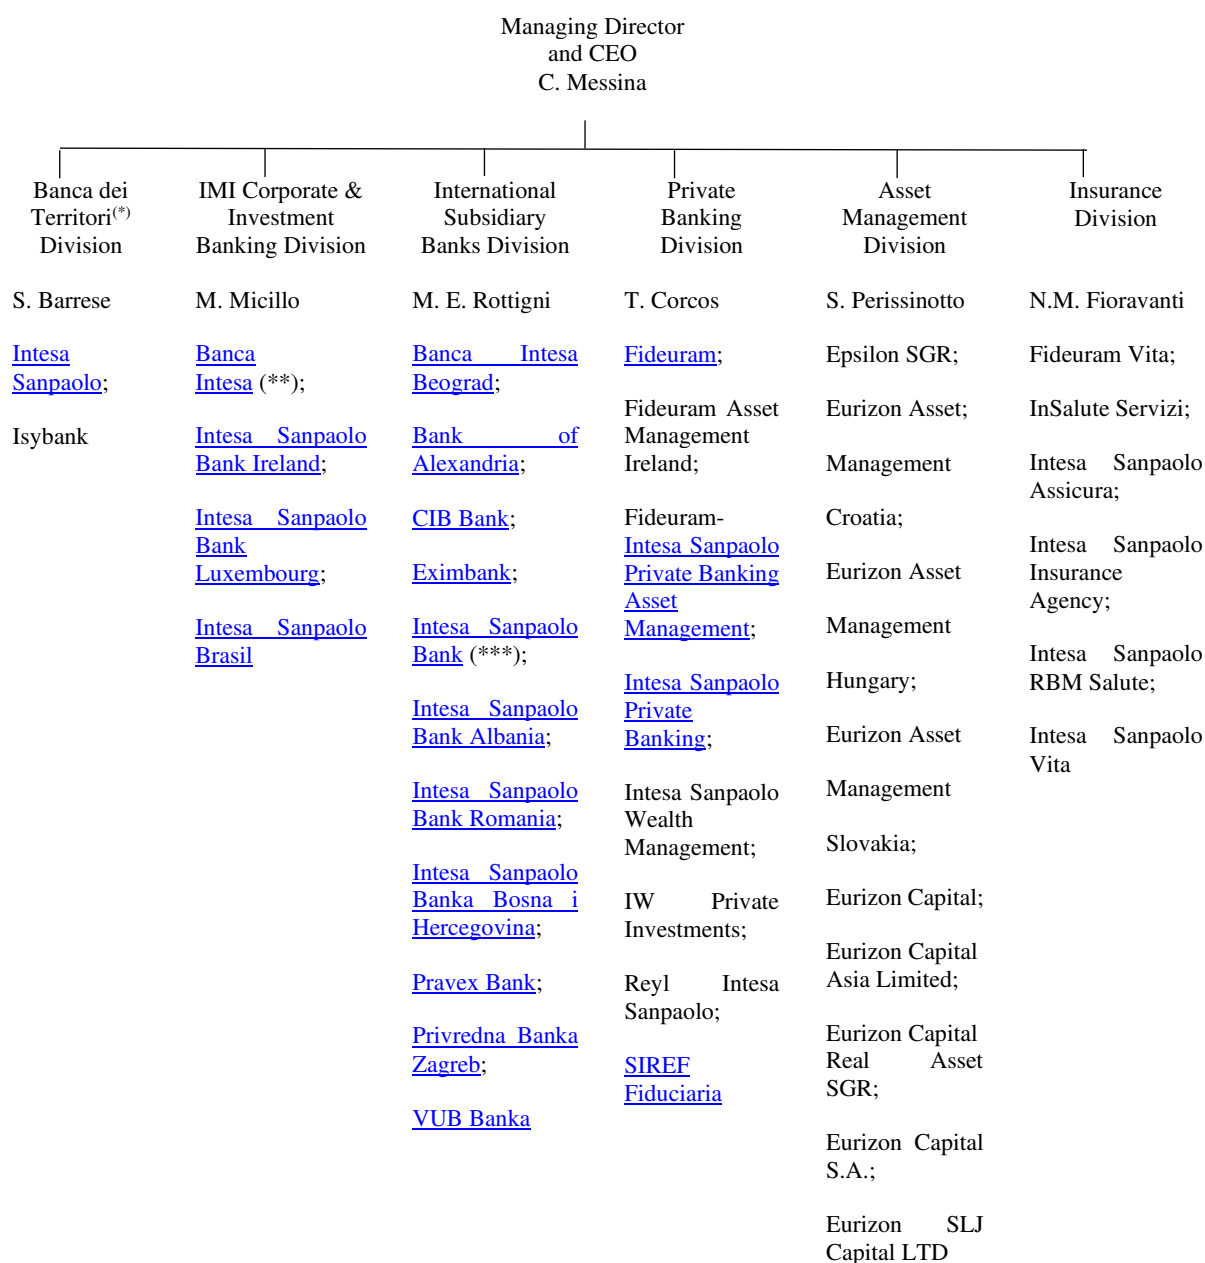 Managing Director
and CEO
C. Messina
Banca dei
Territori(*)
Division
S. Barrese
Intesa
Sanpaolo;
Isybank
IMI Corporate &
Investment
Banking Division
M. Micillo
Banca
Intesa (**);
Intesa Sanpaolo
Bank Ireland;
Intesa Sanpaolo
Bank
Luxembourg;
Intesa Sanpaolo
Brasil
International
Subsidiary
Banks Division
M. E. Rottigni
Banca Intesa
Beograd;
Bank of
Alexandria;
CIB Bank;
Eximbank;
Intesa Sanpaolo
Bank (***);
Intesa Sanpaolo
Bank Albania;
Intesa Sanpaolo
Bank Romania;
Intesa Sanpaolo
Banka Bosna i
Hercegovina;
Pravex Bank;
Privredna Banka
Zagreb;
VUB Banka
Private
Banking
Division
T. Corcos
Fideuram;
Fideuram Asset
Management
Ireland;
Fideuram-
Intesa Sanpaolo
Private Banking
Asset
Management;
Intesa Sanpaolo
Private
Banking;
Intesa Sanpaolo
Wealth
Management;
IW Private
Investments;
Reyl Intesa
Sanpaolo;
SIREF
Fiduciaria
Asset
Management
Division
S. Perissinotto
Epsilon SGR;
Eurizon Asset;
Management
Croatia;
Eurizon Asset
Management
Hungary;
Eurizon Asset
Management
Slovakia;
Eurizon Capital;
Eurizon Capital
Asia Limited;
Eurizon Capital
Real Asset
SGR;
Eurizon Capital
S.A.;
Eurizon SLJ
Capital LTD
Insurance
Division
N.M. Fioravanti
Fideuram Vita;
InSalute Servizi;
Intesa Sanpaolo
Assicura;
Intesa Sanpaolo
Insurance
Agency;
Intesa Sanpaolo
RBM Salute;
Intesa Sanpaolo
Vita